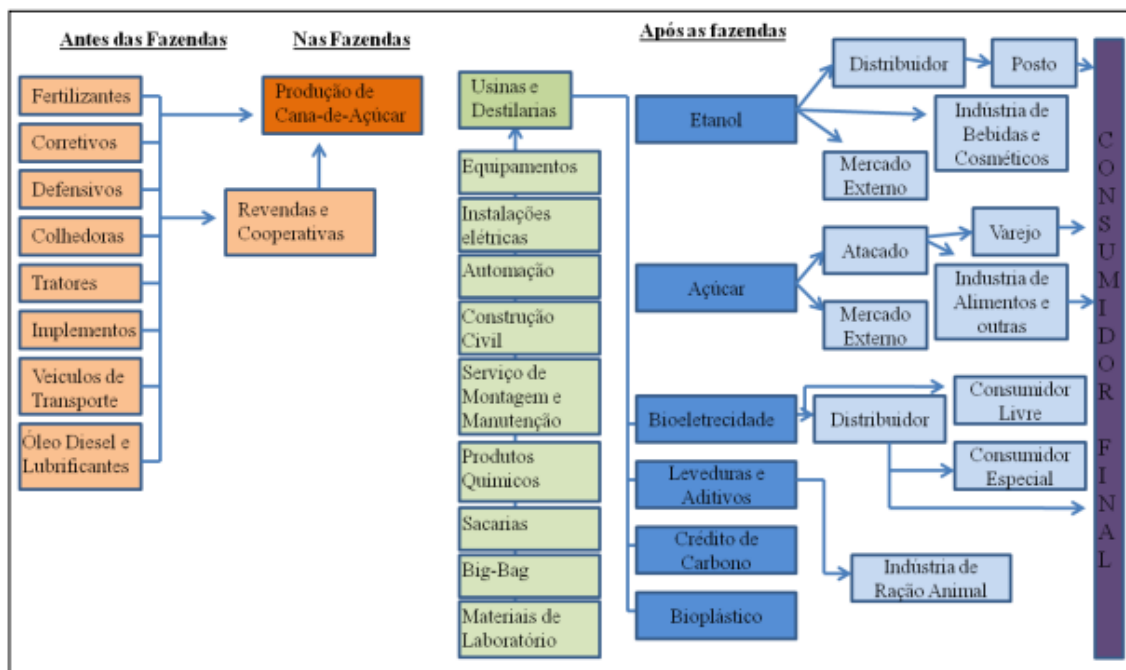 Antes das Fazendas
Nas Fazendas
Após as fazendas
Fertilizantes
Corretivos
Defensivos
Colhedoras
Tratores
Implementos
Veiculos de
Transporte
Óleo Diesel e
Lubrificantes
Produção de
Cana-de-Açúcar
Revendas e
Cooperativas
Usinas e
Destilarias
Equipamentos
Instalações
elétricas
Automação
Construção
Civil
Serviço de
Montagem e
Manutenção
Produtos
Quimicos
Sacarias
Big-Bag
Materiais de
Laboratório
Etanol
Distribuidor
Posto
Indústria de
Bebidas e
Cosméticos
Mercado
Externo
Açúcar
Atacado
Varejo
Industria de
Alimentos e
outras
Mercado
Externo
Bioeletrecidade
Distribuidor
Consumidor
Livre
Consumidor
Especial
Leveduras e
Aditivos
Indústria de
Ração Animal
Crédito de
Carbono
Bioplástico
CONSUMIDOR FINAL